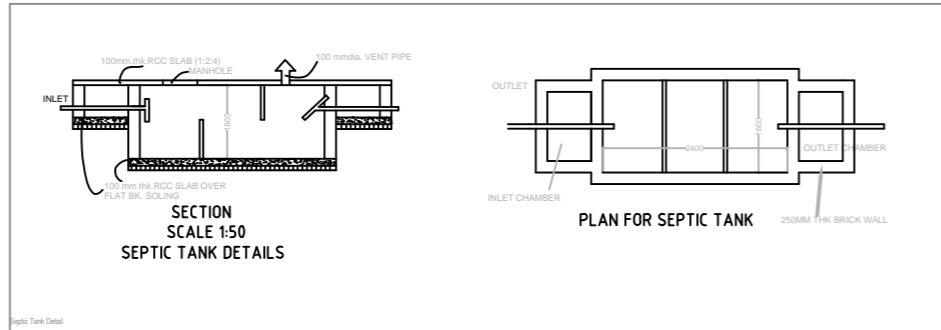 100mm.thk.RCC SLAB (1:2:4)
MANHOLE
100 mmdia. VENT PIPE
INLET
1800
100 mm thk.RCC SLAB OVER
FLAT BK. SOLING
SECTION
SCALE 1:50
SEPTIC TANK DETAILS
OUTLET
1800
2400
OUTLET CHAMBER
INLET CHAMBER
250MM THK BRICK WALL
PLAN FOR SEPTIC TANK
Septic Tank Detail